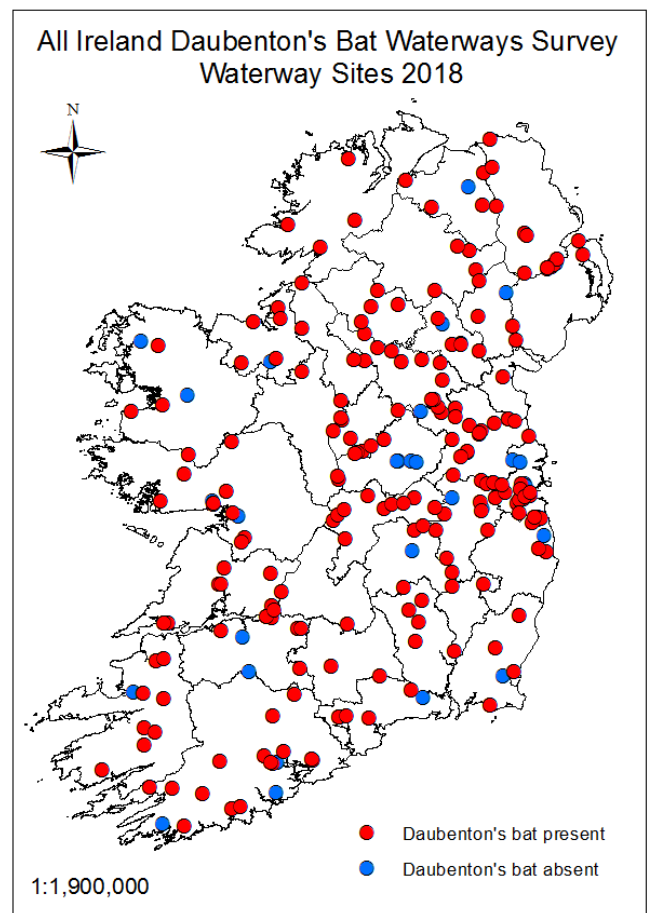 All Ireland Daubenton's Bat Waterways Survey
Waterway Sites 2018
N
Daubenton's bat present
Daubenton's bat absent
1:1,900,000